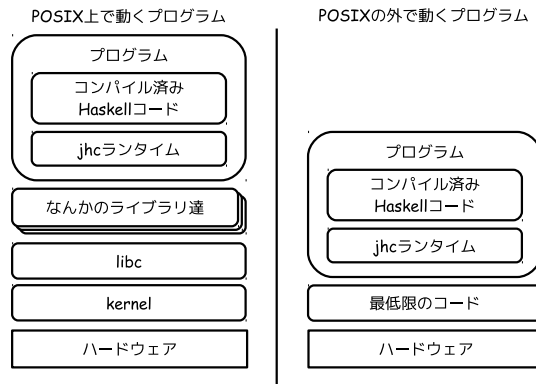 POSIX上で動くプログラム
プログラム
コンパイル済み
Haskellコード
jhcランタイム
なんかのライブラリ達
libc
kernel
ハードウェア
POSIXの外で動くプログラム
プログラム
コンパイル済み
Haskellコード
jhcランタイム
最低限のコード
ハードウェア